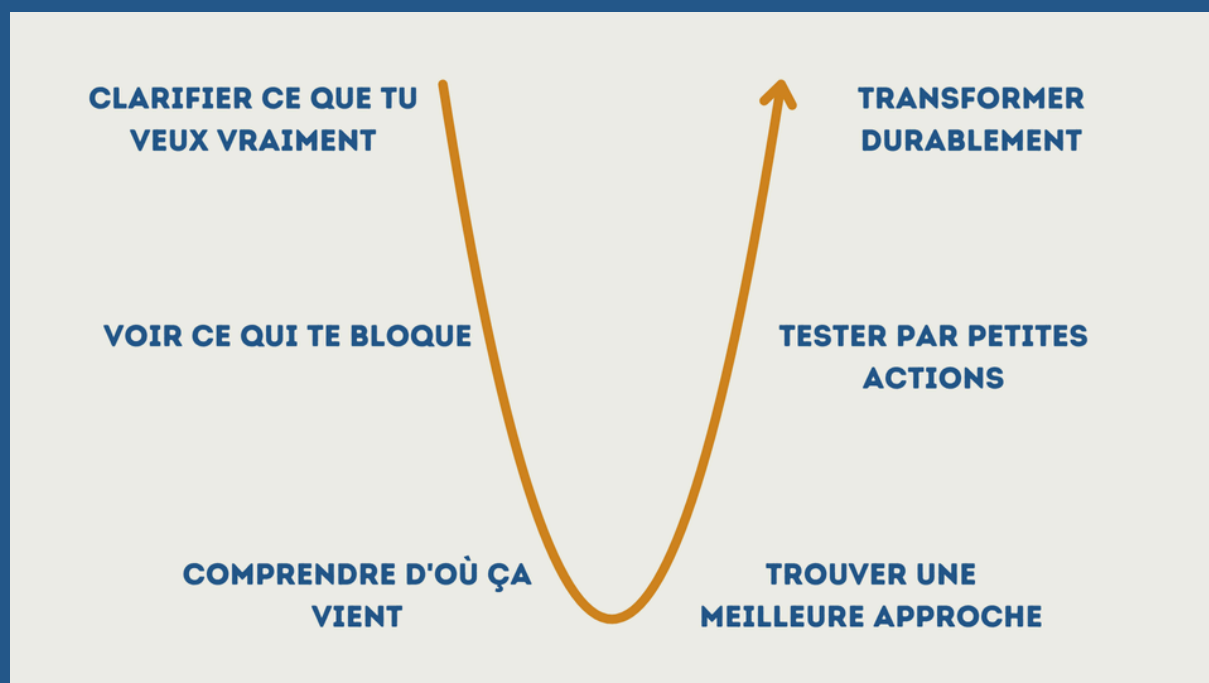 CLARIFIER CE QUE TU
VEUX VRAIMENT
VOIR CE QUI TE BLOQUE
COMPRENDRE D'OÙ ÇA
VIENT
TROUVER UNE
MEILLEURE APPROCHE
TESTER PAR PETITES
ACTIONS
TRANSFORMER
DURABLEMENT